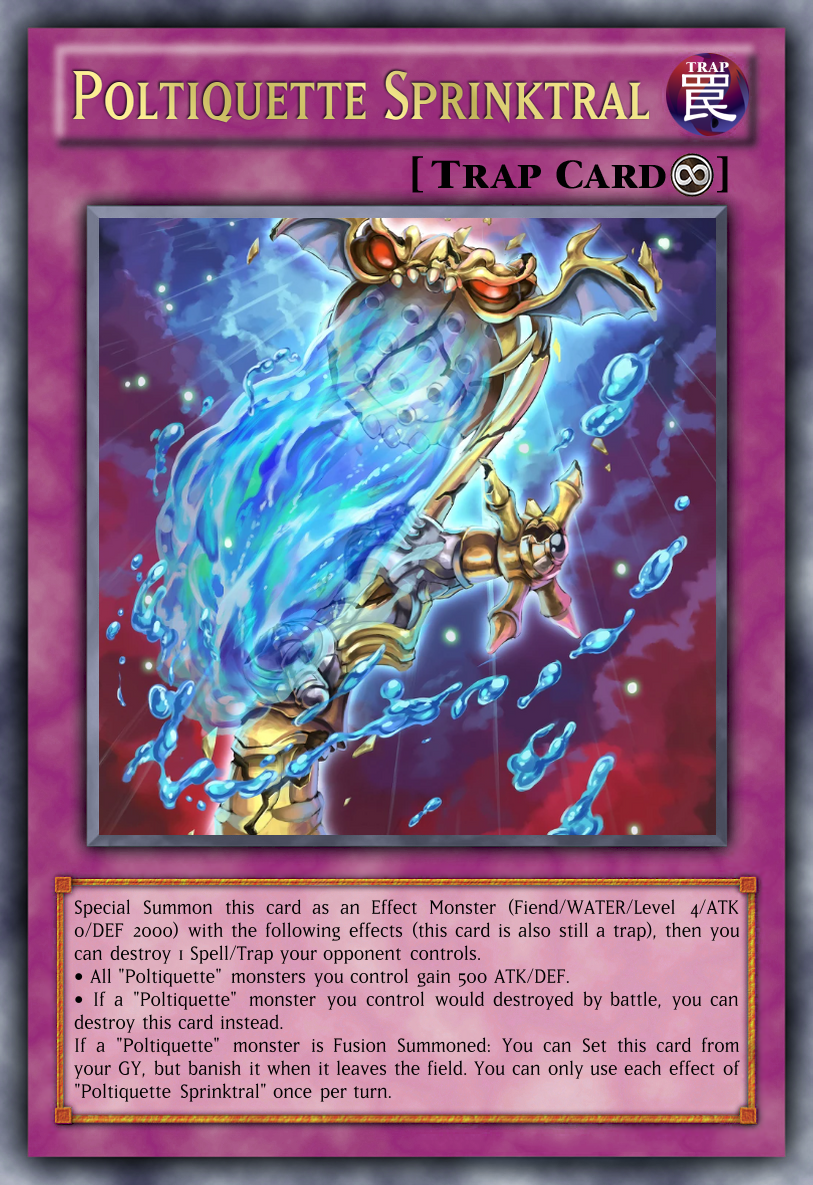 Poltiquette Sprinktral
TRAP
罠
[Trap Card∞]
Special Summon this card as an Effect Monster (Fiend/WATER/Level 4/ATK
0/DEF 2000) with the following effects (this card is also still a trap), then you
can destroy 1 Spell/Trap your opponent controls.
• All "Poltiquette" monsters you control gain 500 ATK/DEF.
• If a "Poltiquette" monster you control would destroyed by battle, you can
destroy this card instead.
If a "Poltiquette" monster is Fusion Summoned: You can Set this card from
your GY, but banish it when it leaves the field. You can only use each effect of
"Poltiquette Sprinktral" once per turn.